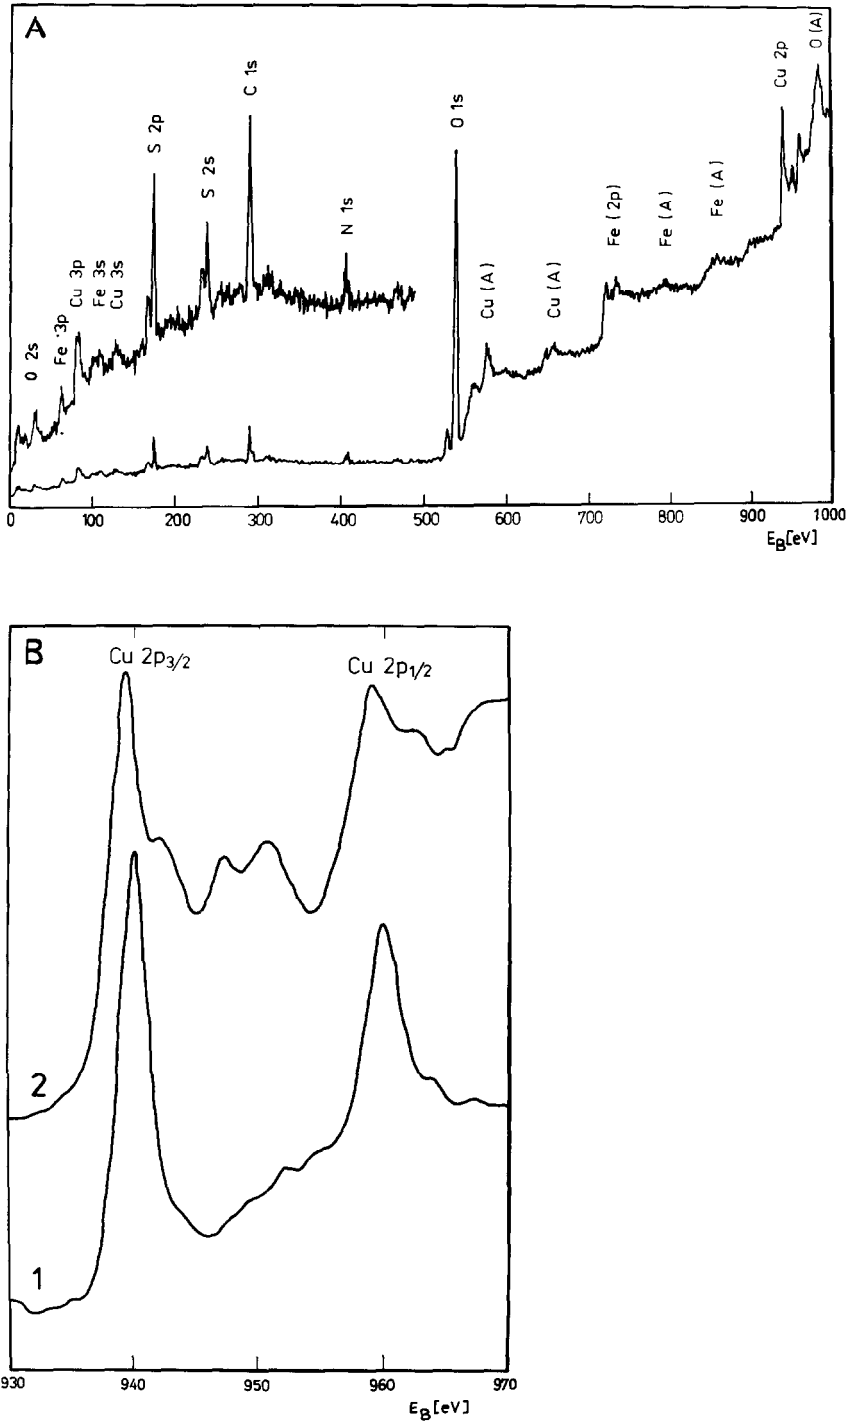 A
O 2s
Fe 3p
Cu 3p
Fe 3s
Cu 3s
S 2p
S 2s
C 1s
N 1s
O 1s
Cu (A)
Cu (A)
Fe (2p)
Fe (A)
Fe (A)
Cu 2p
O (A)
0 100 200 300 400 500 600 700 800 900 1000
EB[eV]
B
Cu 2p3/2
Cu 2p1/2
2
1
930 940 950 960 970
EB[eV]